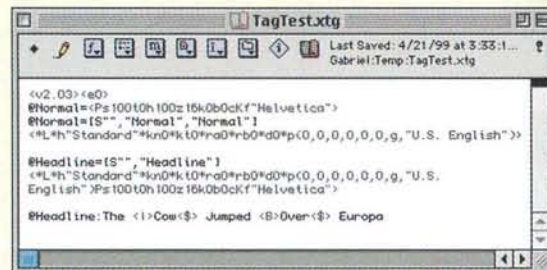 TagTest.xtg
Last Saved: 4/21/99 at 3:33:1...
Gabriel:Temp:TagTest.xtg
<v2.03><e0>
@Normal=<Ps100t0h100z16k0b0cKf"Helvetica">
@Normal=[S"","Normal","Normal"]
<*L*h"Standard"*kn0*kt0*ra0*rb0*d0*p(0,0,0,0,0,0,g,"U.S. English")>
@Headline=[S"","Headline"]
<*L*h"Standard"*kn0*kt0*ra0*rb0*d0*p(0,0,0,0,0,0,g,"U.S.
English")Ps100t0h100z16k0b0cKf"Helvetica">
@Headline:The <I>Cow<$> Jumped <B>Over<$> Europa